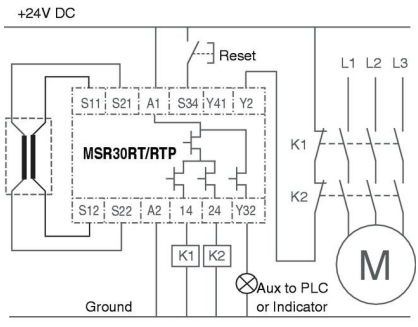 +24V DC
Reset
L1 L2 L3
S11 S21 A1 S34 Y41 Y2
K1
MSR30RT/RTP
K2
S12 S22 A2 14 24 Y32
K1 K2
M
Aux to PLC
Ground or Indicator